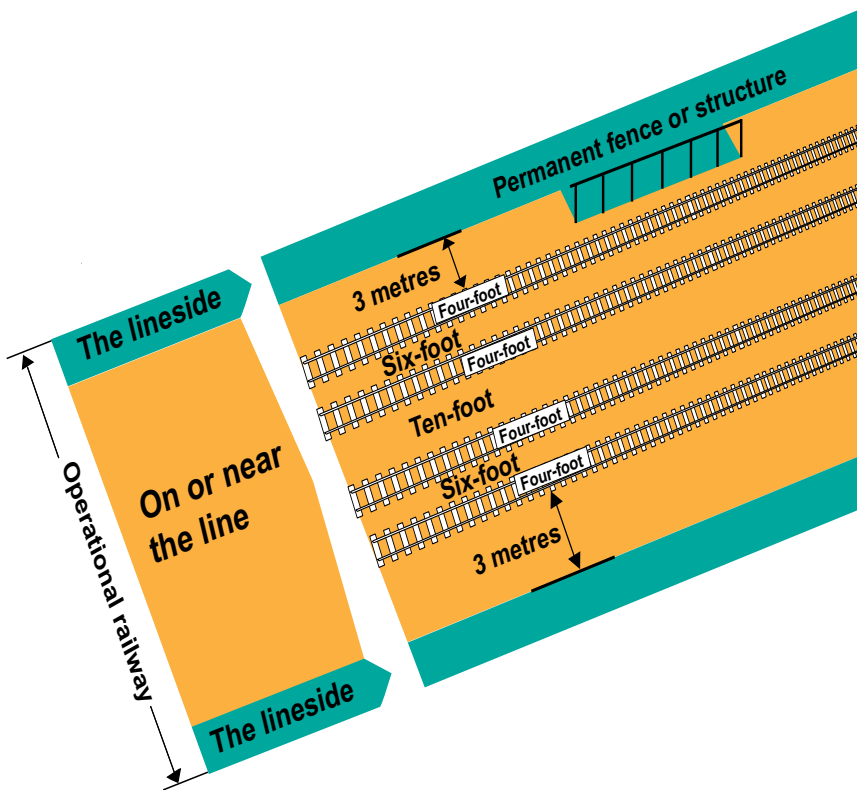 Permanent fence or structure
3 metres
Four-foot
The lineside
Six-foot
Four-foot
Ten-foot
Four-foot
On or near
the line
Six-foot
Four-foot
3 metres
Operational railway
The lineside